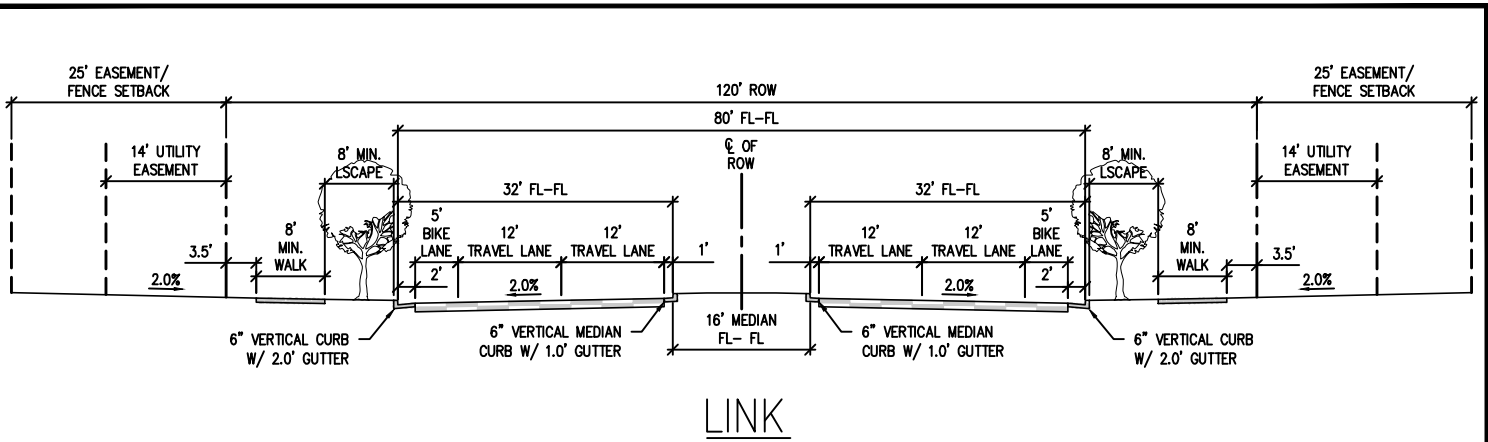 25' EASEMENT/
FENCE SETBACK
120' ROW
25' EASEMENT/
FENCE SETBACK
80' FL-FL
14' UTILITY
EASEMENT
8' MIN.
LSCAPE
℄ OF
ROW
8' MIN.
LSCAPE
14' UTILITY
EASEMENT
32' FL-FL
32' FL-FL
3.5'
8'
MIN.
WALK
5'
BIKE
LANE
12'
TRAVEL LANE
12'
TRAVEL LANE
1'
1'
12'
TRAVEL LANE
12'
TRAVEL LANE
5'
BIKE
LANE
8'
MIN.
WALK
3.5'
2.0%
2'
2.0%
2.0%
2'
2.0%
6" VERTICAL CURB
W/ 2.0' GUTTER
6" VERTICAL MEDIAN
CURB W/ 1.0' GUTTER
16' MEDIAN
FL- FL
6" VERTICAL MEDIAN
CURB W/ 1.0' GUTTER
6" VERTICAL CURB
W/ 2.0' GUTTER
LINK